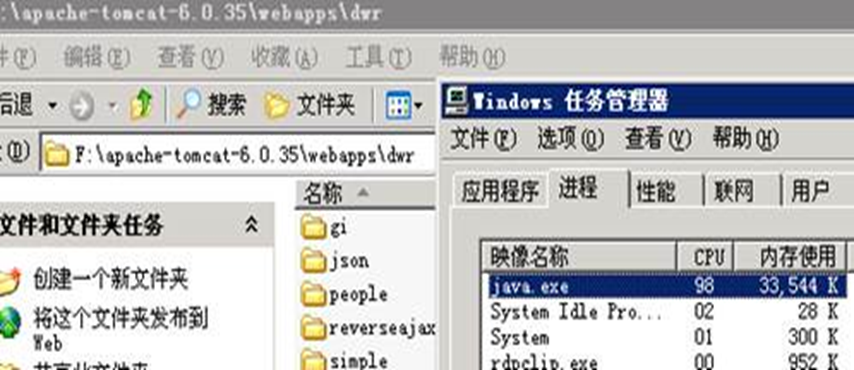 :\apache-tomcat-6.0.35\webapps\dwr
件(F) 编辑(E) 查看(V) 收藏(A) 工具(T) 帮助(H)
后退 搜索 文件夹
(D) F:\apache-tomcat-6.0.35\webapps\dwr
文件和文件夹任务
创建一个新文件夹
将这个文件夹发布到
Web
共享此文件夹
名称
gi
json
people
reverseajax
simple
Windows 任务管理器
文件(F) 选项(O) 查看(V) 帮助(H)
应用程序 进程 性能 联网 用户
映像名称 CPU 内存使用
java.exe 98 33,544 K
System Idle Pro... 02 28 K
System 01 300 K
rdpclip.exe 00 952 K